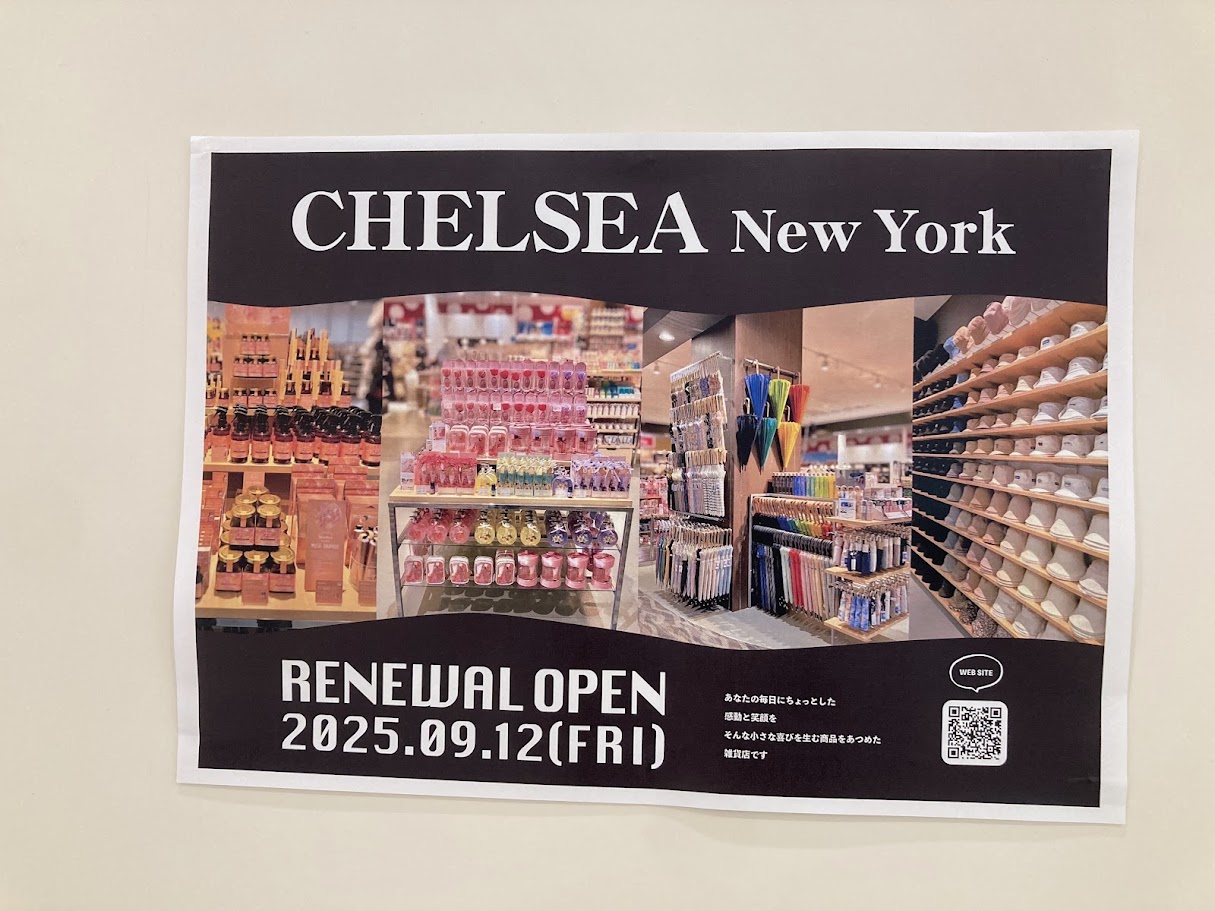 CHELSEA New York
RENEWAL OPEN
2025.09.12(FRI)
あなたの毎日にちょっとした
感動と笑顔を
そんな小さな喜びを生む商品をあつめた
雑貨店です
WEB SITE